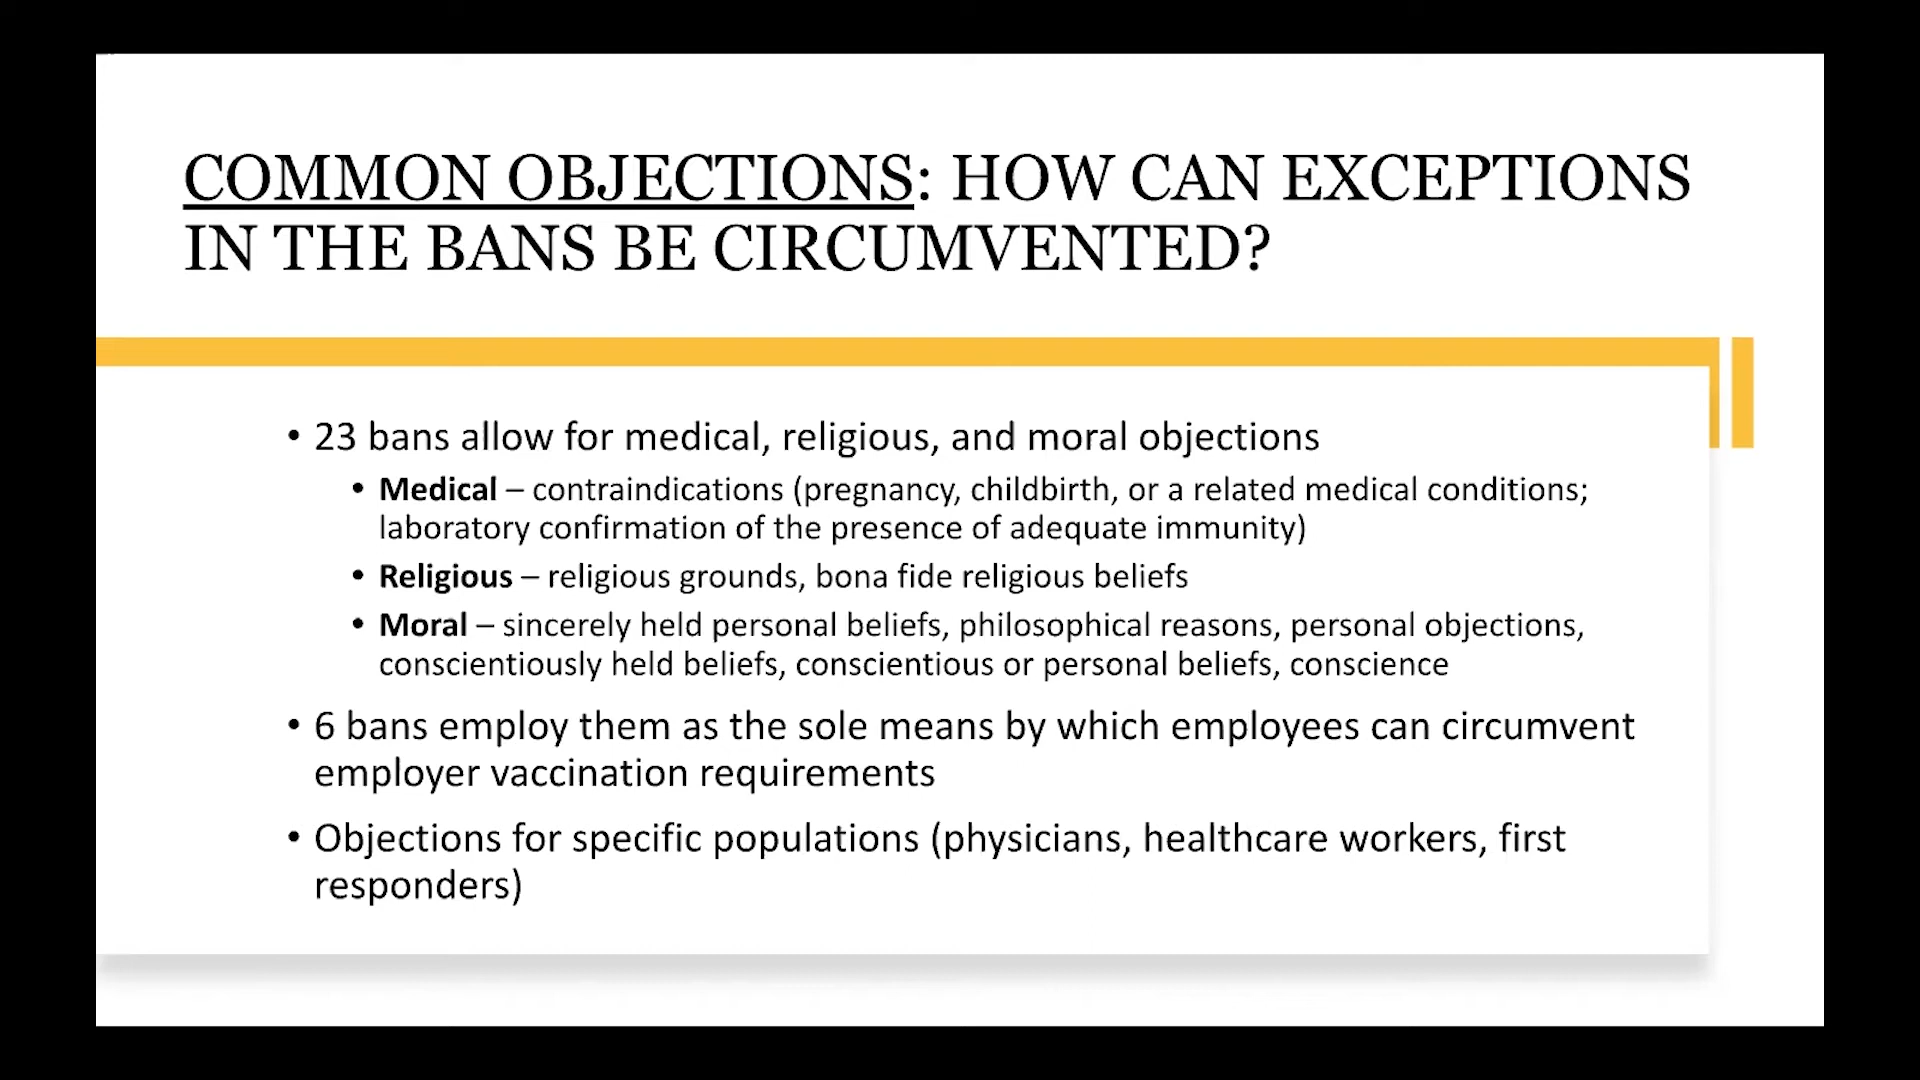 COMMON OBJECTIONS: HOW CAN EXCEPTIONS
IN THE BANS BE CIRCUMVENTED?
• 23 bans allow for medical, religious, and moral objections
• Medical – contraindications (pregnancy, childbirth, or a related medical conditions;
laboratory confirmation of the presence of adequate immunity)
• Religious – religious grounds, bona fide religious beliefs
• Moral – sincerely held personal beliefs, philosophical reasons, personal objections,
conscientiously held beliefs, conscientious or personal beliefs, conscience
• 6 bans employ them as the sole means by which employees can circumvent
employer vaccination requirements
• Objections for specific populations (physicians, healthcare workers, first
responders)